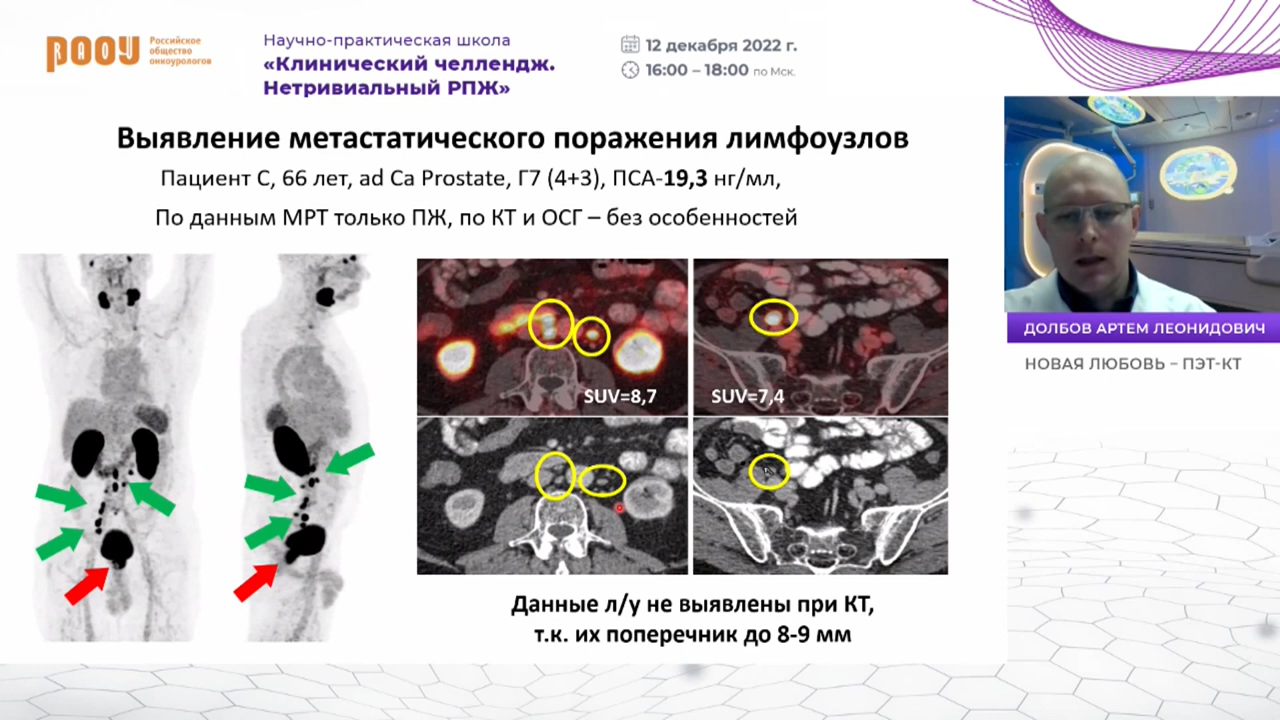 РАОУ
Российское
общество
онкоурологов
Научно-практическая школа
«Клинический челлендж.
Нетривиальный РПЖ»
12 декабря 2022 г.
16:00 – 18:00 по Мск.
Выявление метастатического поражения лимфоузлов
Пациент С, 66 лет, ad Ca Prostate, Г7 (4+3), ПСА-19,3 нг/мл,
По данным МРТ только ПЖ, по КТ и ОСГ – без особенностей
SUV=8,7
SUV=7,4
Данные л/у не выявлены при КТ,
т.к. их поперечник до 8-9 мм
ДОЛБОВ АРТЕМ ЛЕОНИДОВИЧ
НОВАЯ ЛЮБОВЬ – ПЭТ-КТ